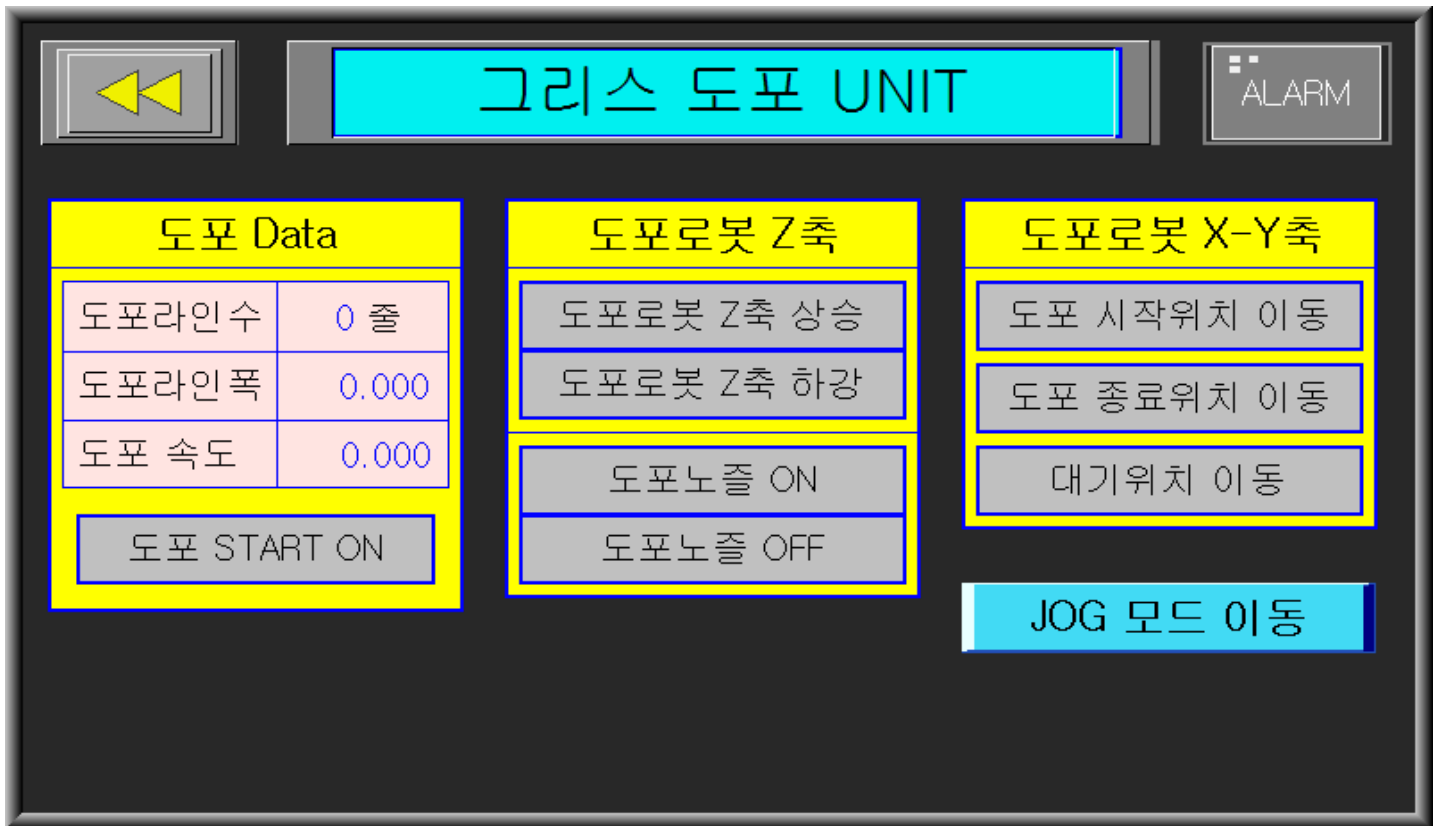 그리스 도포 UNIT
ALARM
도포 Data
도포라인수 0 줄
도포라인폭 0.000
도포 속도 0.000
도포 START ON
도포로봇 Z축
도포로봇 Z축 상승
도포로봇 Z축 하강
도포노즐 ON
도포노즐 OFF
도포로봇 X-Y축
도포 시작위치 이동
도포 종료위치 이동
대기위치 이동
JOG 모드 이동